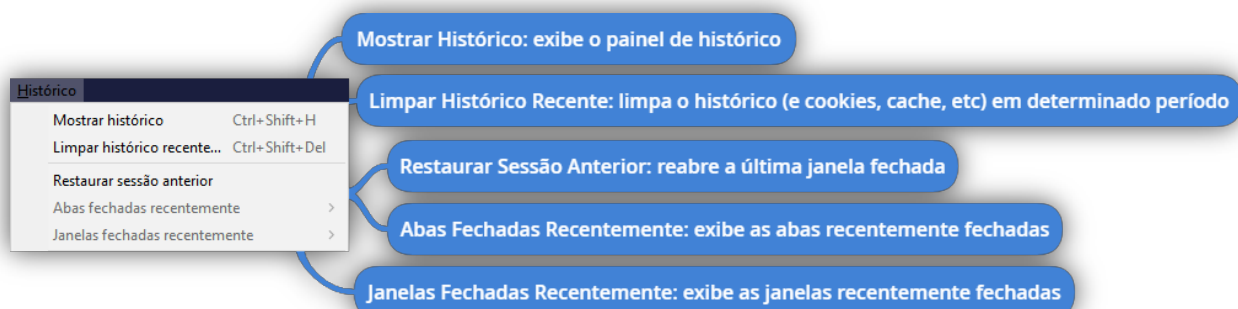 Mostrar Histórico: exibe o painel de histórico
Histórico
Limpar Histórico Recente: limpa o histórico (e cookies, cache, etc) em determinado período
Mostrar histórico Ctrl+Shift+H
Limpar histórico recente... Ctrl+Shift+Del
Restaurar Sessão Anterior: reabre a última janela fechada
Restaurar sessão anterior
Abas fechadas recentemente >
Abas Fechadas Recentemente: exibe as abas recentemente fechadas
Janelas fechadas recentemente >
Janelas Fechadas Recentemente: exibe as janelas recentemente fechadas